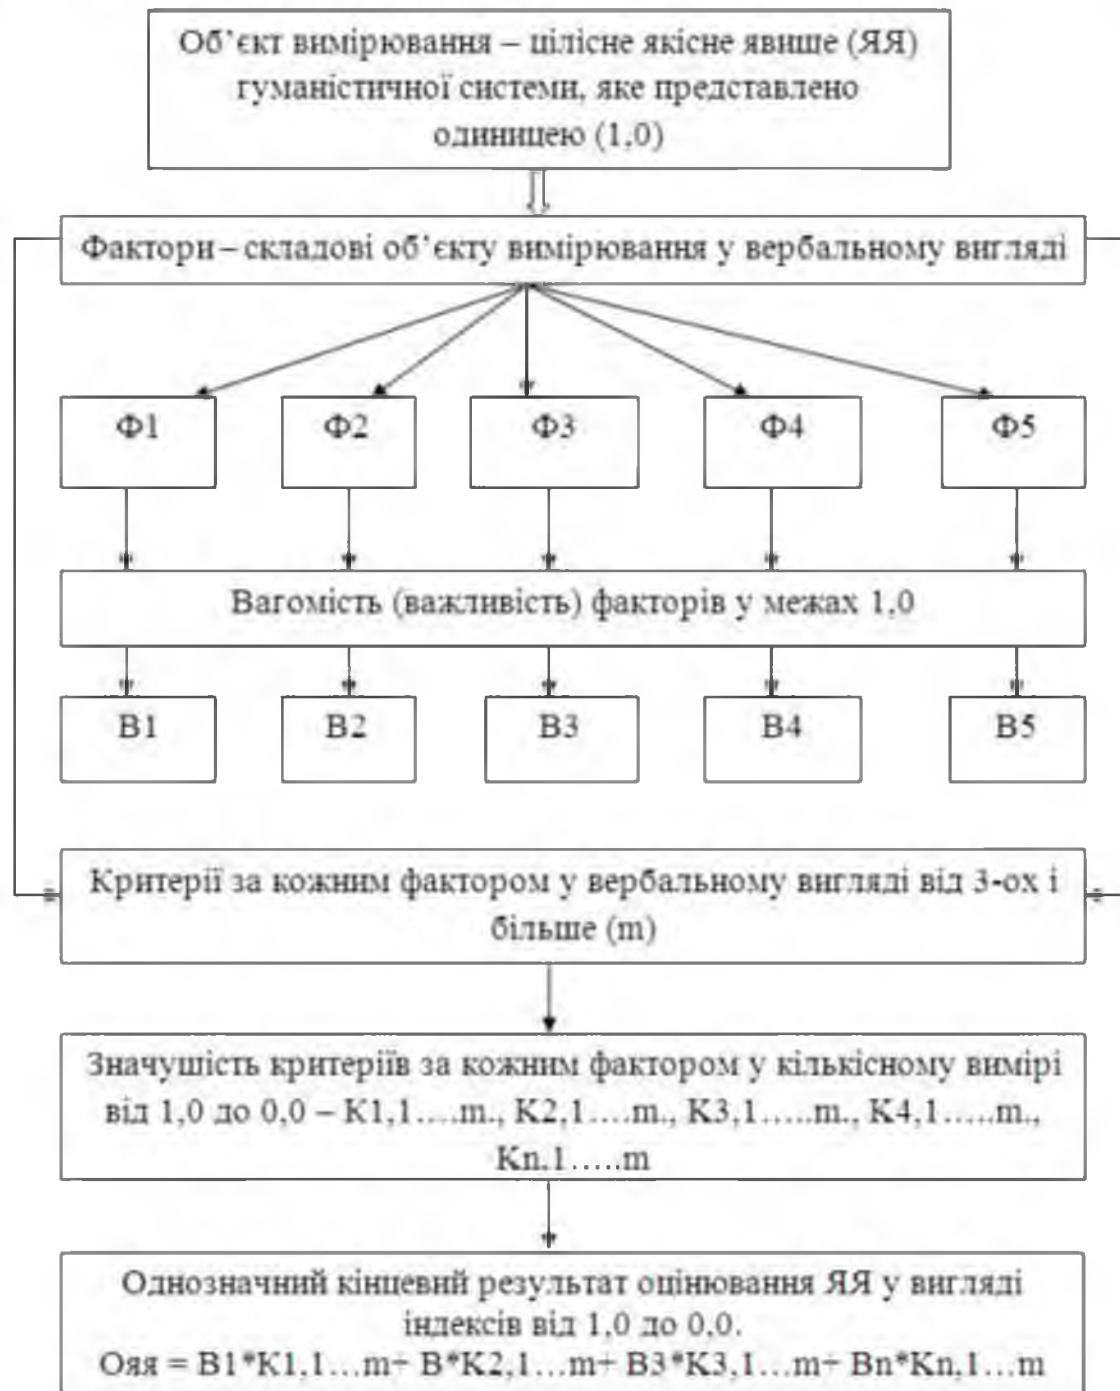 Об’єкт вимірювання – цілісне якісне явище (ЯЯ)
гуманістичної системи, яке представлено
одиницею (1,0)
Фактори – складові об’єкту вимірювання у вербальному вигляді
Ф1 Ф2 Ф3 Ф4 Ф5
Вагомість (важливість) факторів у межах 1,0
В1 В2 В3 В4 В5
Критерії за кожним фактором у вербальному вигляді від 3-ох і
більше (m)
Значущість критеріїв за кожним фактором у кількісному вимірі
від 1,0 до 0,0 – К1,1....m., К2,1....m., К3,1.....m., К4,1.....m.,
Кn,1.....m
Однозначний кінцевий результат оцінювання ЯЯ у вигляді
індексів від 1,0 до 0,0.
Ояя = В1*К1,1...m+ В*К2,1...m+ В3*К3,1...m+ Вn*Кn,1...m